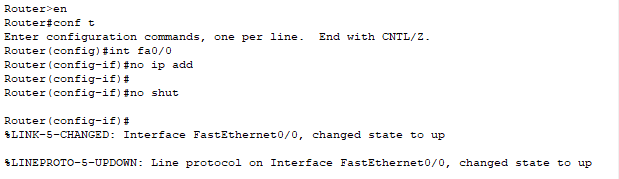 Router>en
Router#conf t
Enter configuration commands, one per line.  End with CNTL/Z.
Router(config)#int fa0/0
Router(config-if)#no ip add
Router(config-if)#
Router(config-if)#no shut
Router(config-if)#
%LINK-5-CHANGED: Interface FastEthernet0/0, changed state to up
%LINEPROTO-5-UPDOWN: Line protocol on Interface FastEthernet0/0, changed state to up